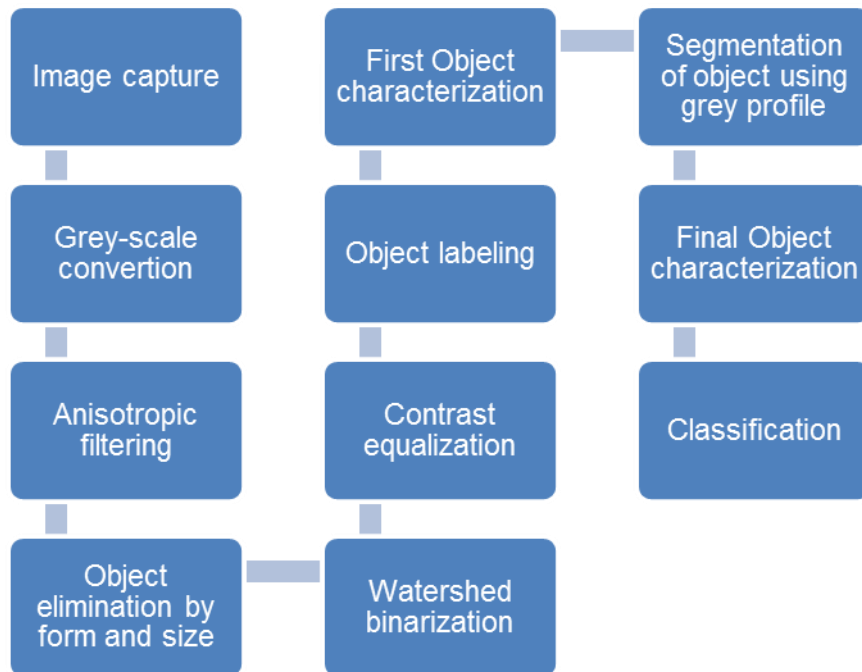 Image capture
Grey-scale
convertion
Anisotropic
filtering
Object
elimination by
form and size
Watershed
binarization
Contrast
equalization
Object labeling
First Object
characterization
Segmentation
of object using
grey profile
Final Object
characterization
Classification